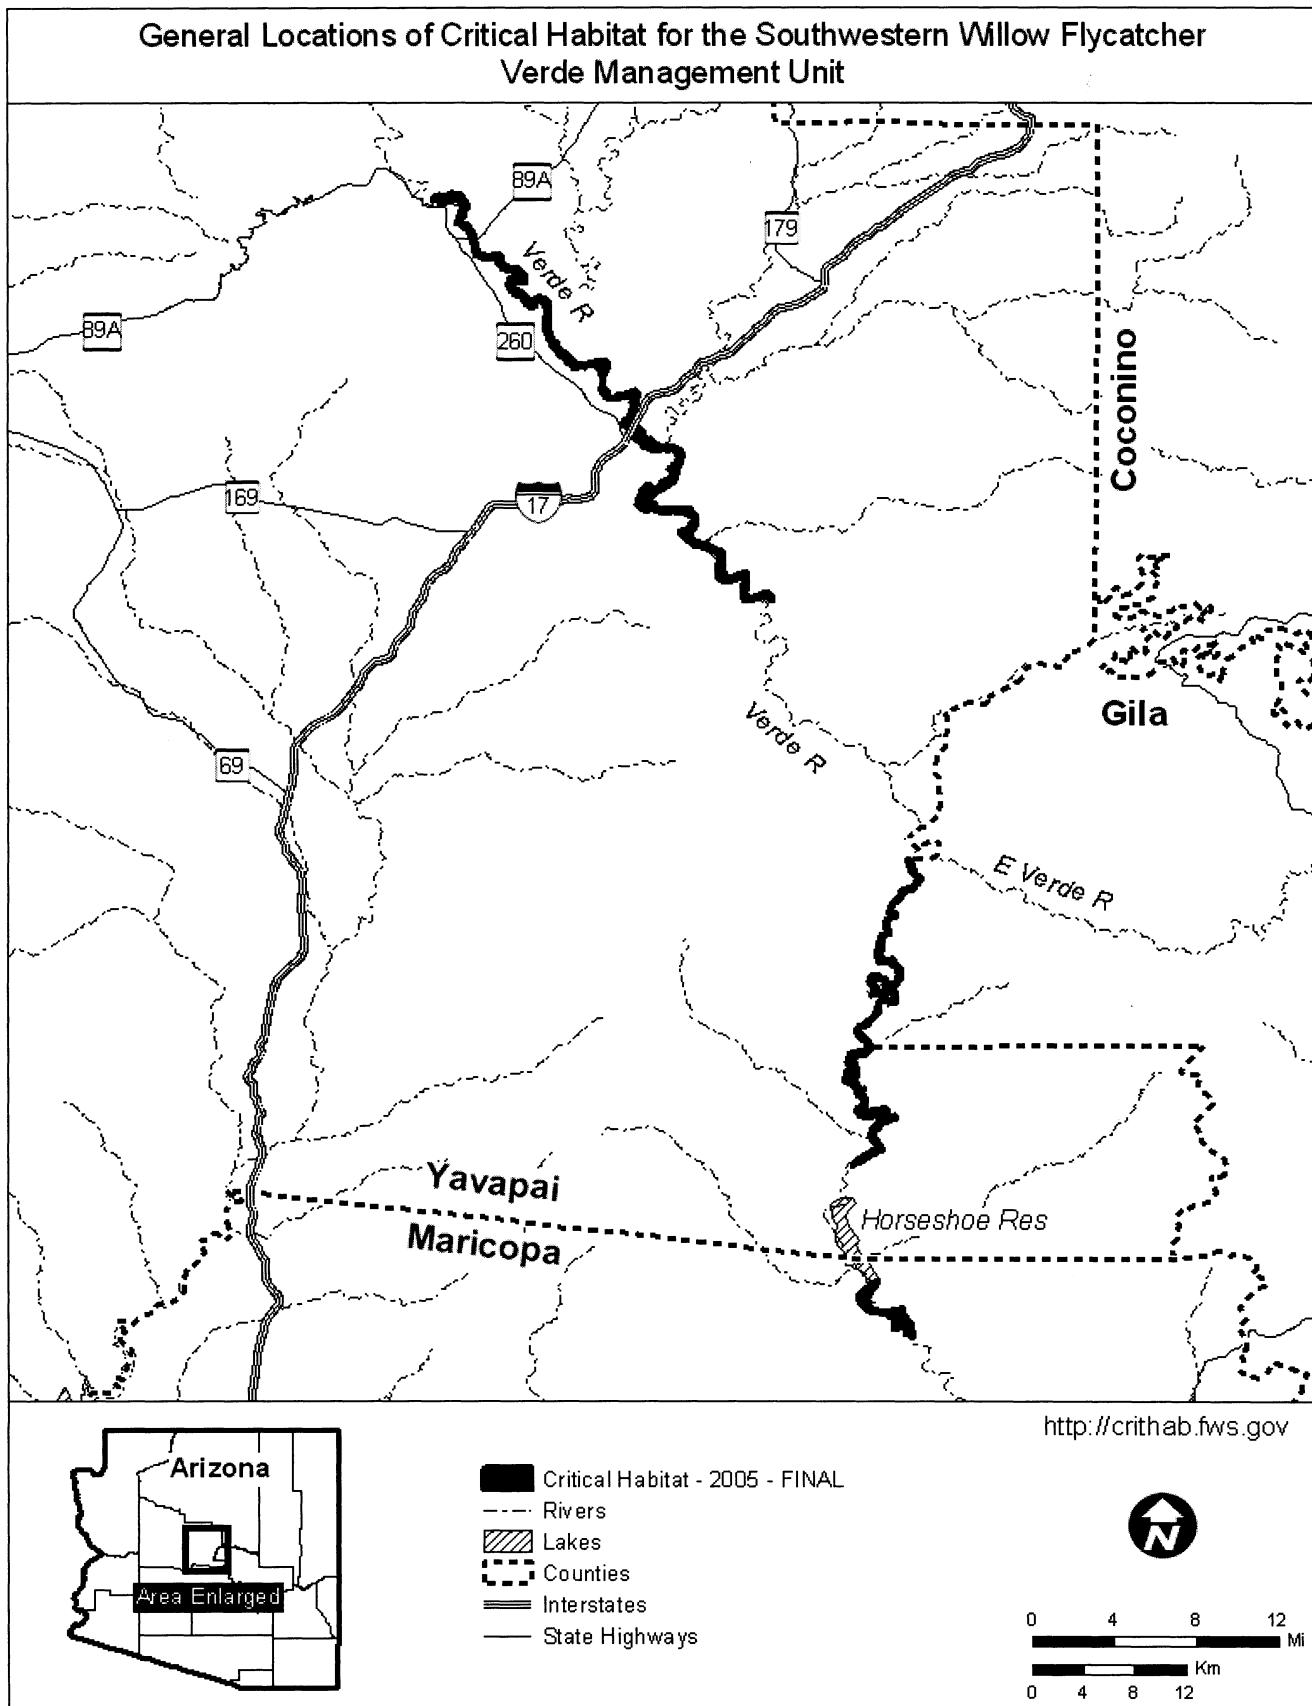 General Locations of Critical Habitat for the Southwestern Willow Flycatcher
Verde Management Unit
89A
179
Verde R
89A
260
Coconino
169
17
Gila
Verde R
69
E Verde R
Yavapai
Horseshoe Res
Maricopa
http://crithab.fws.gov
Arizona
Area Enlarged
Critical Habitat - 2005 - FINAL
Rivers
Lakes
Counties
Interstates
State Highways
N
0 4 8 12
Mi
Km
0 4 8 12